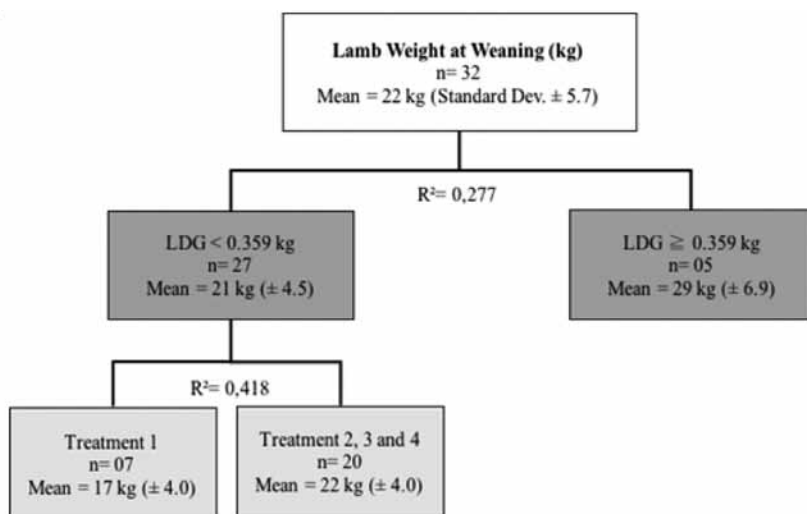 Lamb Weight at Weaning (kg)
n= 32
Mean = 22 kg (Standard Dev. ± 5.7)
R²= 0,277
LDG < 0.359 kg
n= 27
Mean = 21 kg (± 4.5)
LDG ≧ 0.359 kg
n= 05
Mean = 29 kg (± 6.9)
R²= 0,418
Treatment 1
n= 07
Mean = 17 kg (± 4.0)
Treatment 2, 3 and 4
n= 20
Mean = 22 kg (± 4.0)